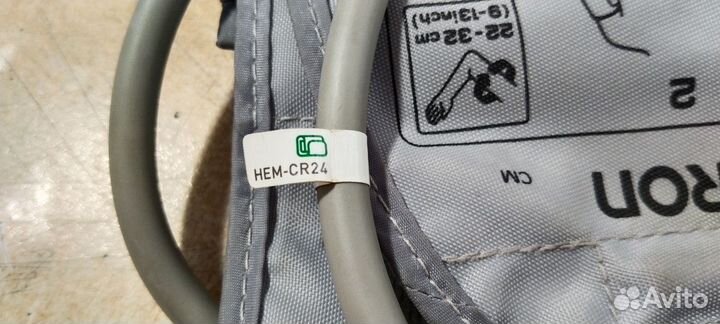 HEM-CR24
22-32 cm
(9-13inch)
2
CM
RON
Avito